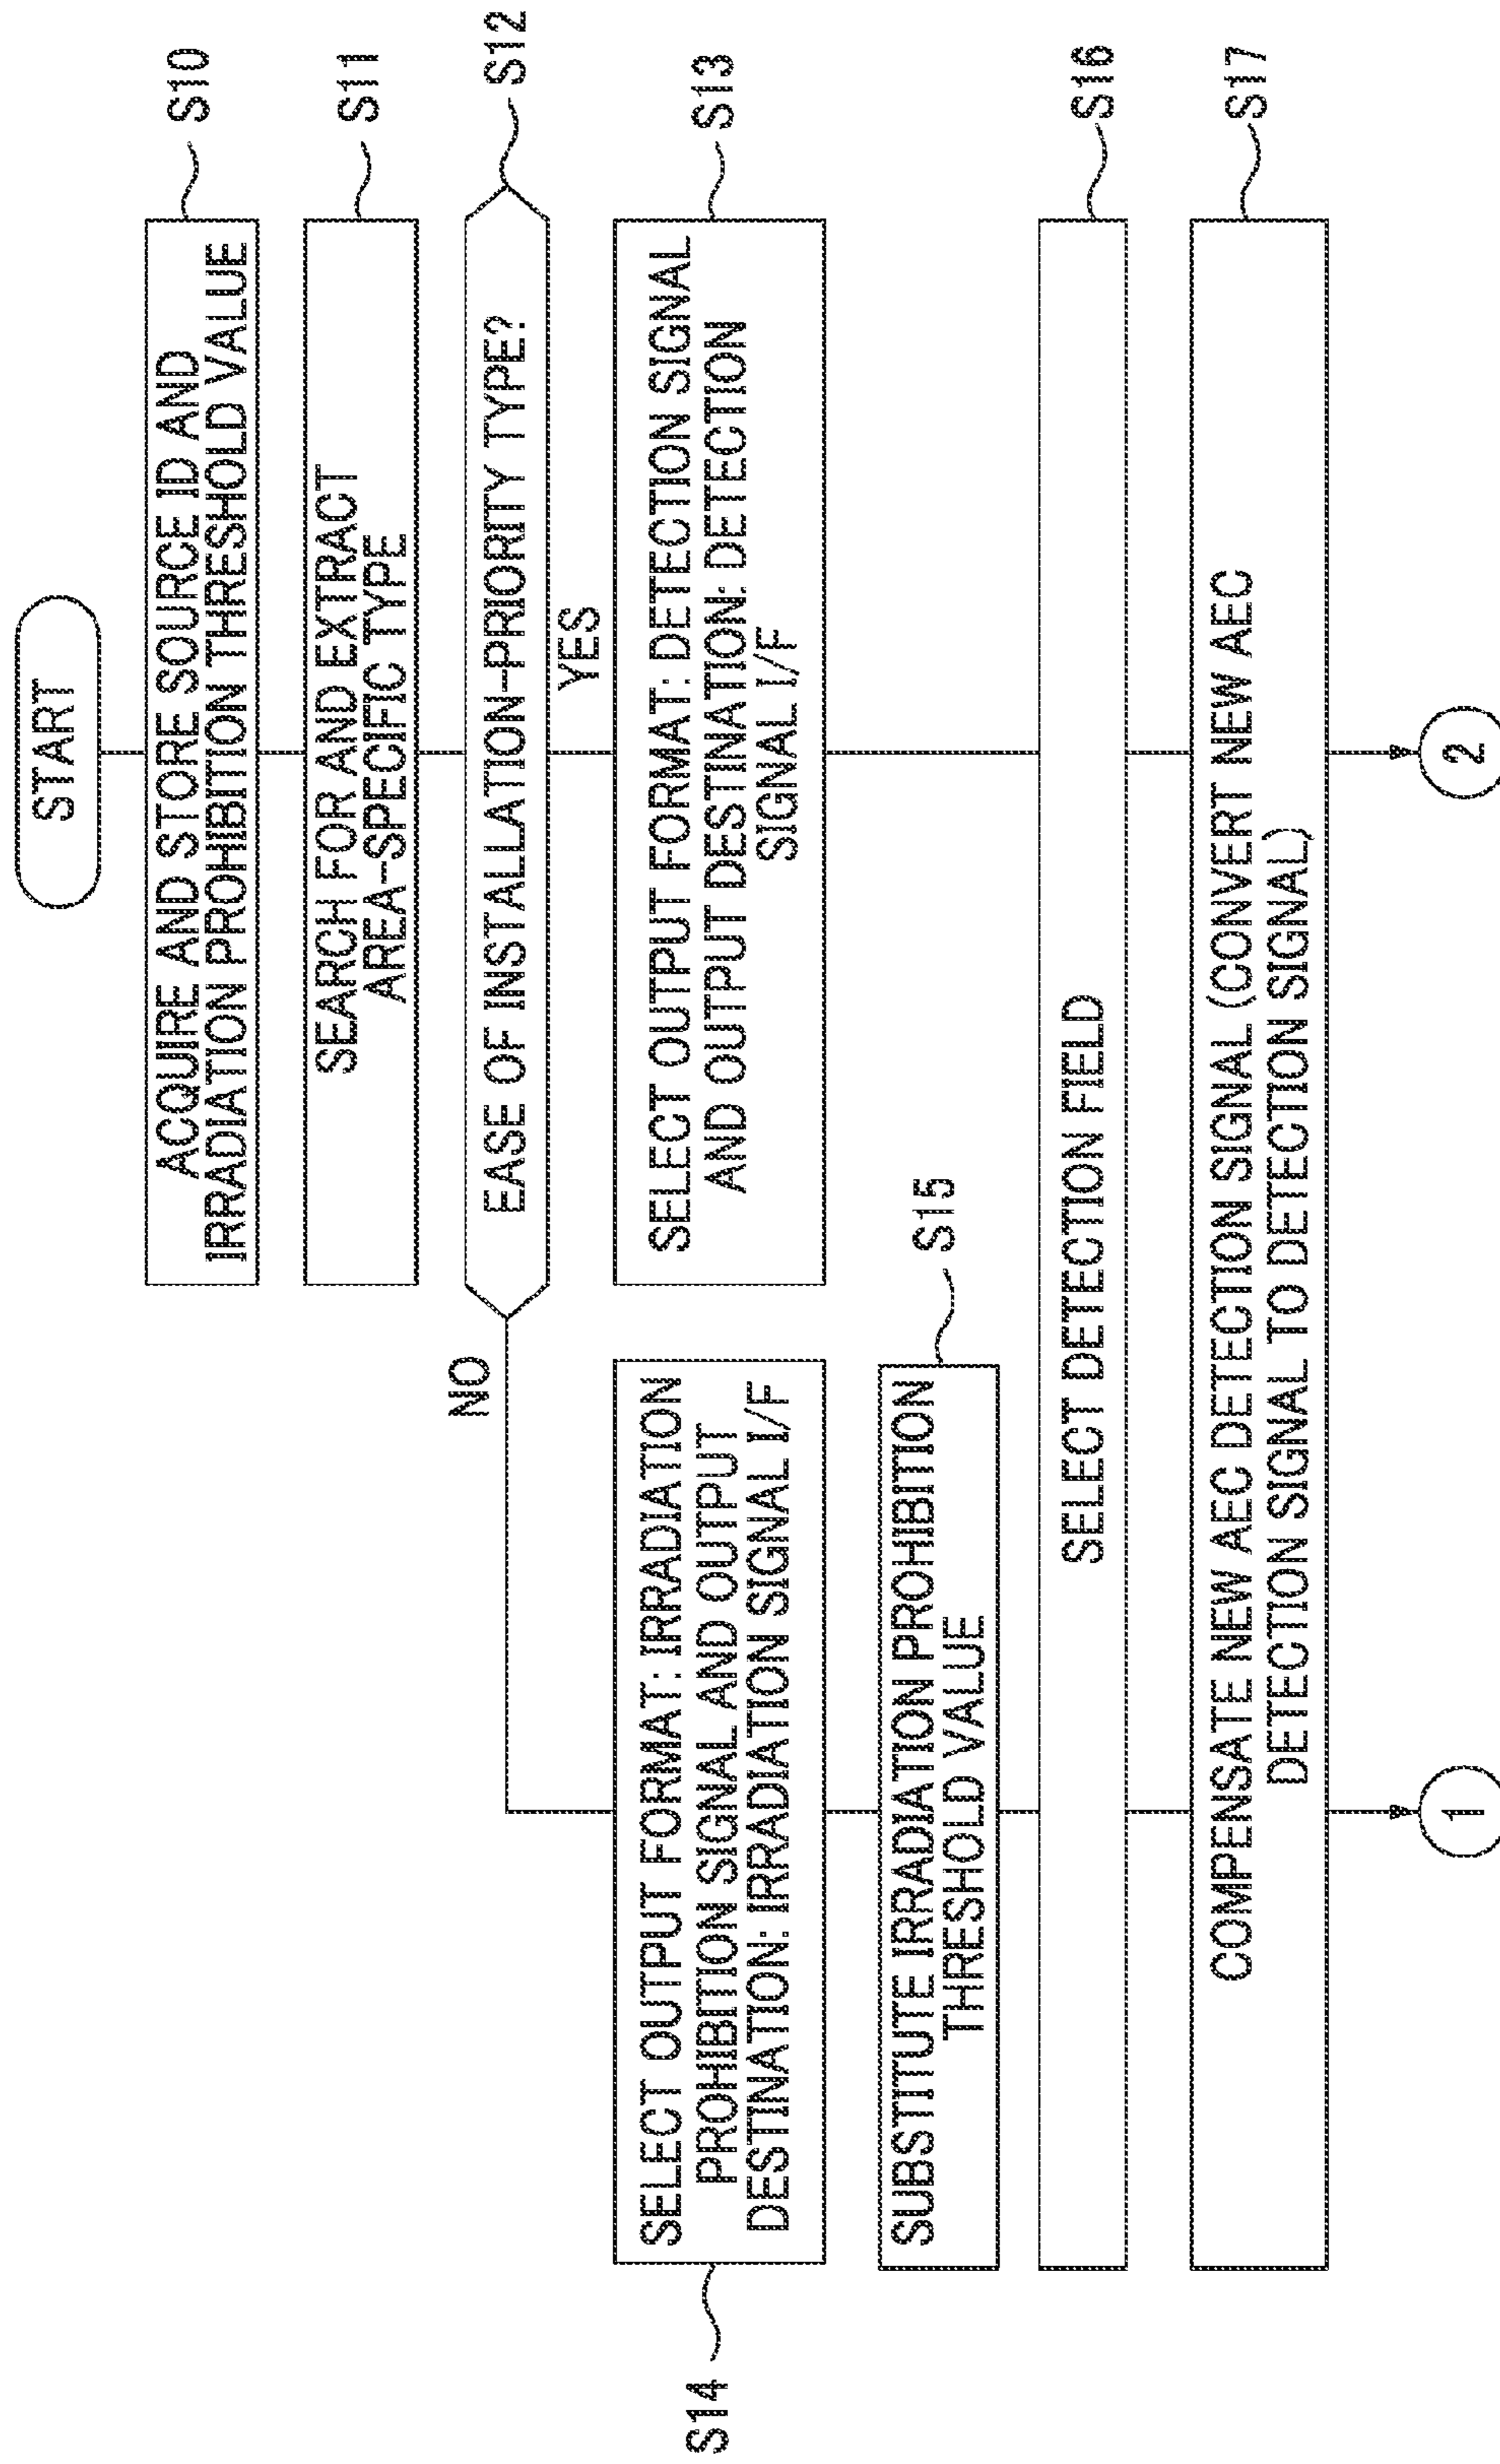 START
ACQUIRE AND STORE SOURCE ID AND
IRRADIATION PROHIBITION THRESHOLD VALUE
S10
SEARCH FOR AND EXTRACT
AREA-SPECIFIC TYPE
S11
EASE OF INSTALLATION-PRIORITY TYPE?
S12
NO
YES
SELECT OUTPUT FORMAT: DETECTION SIGNAL
AND OUTPUT DESTINATION: DETECTION
SIGNAL I/F
S13
S14
SELECT OUTPUT FORMAT: IRRADIATION
PROHIBITION SIGNAL AND OUTPUT
DESTINATION: IRRADIATION SIGNAL I/F
SUBSTITUTE IRRADIATION PROHIBITION
THRESHOLD VALUE
S15
SELECT DETECTION FIELD
S16
COMPENSATE NEW AEC DETECTION SIGNAL (CONVERT NEW AEC
DETECTION SIGNAL TO DETECTION SIGNAL)
S17
1
2